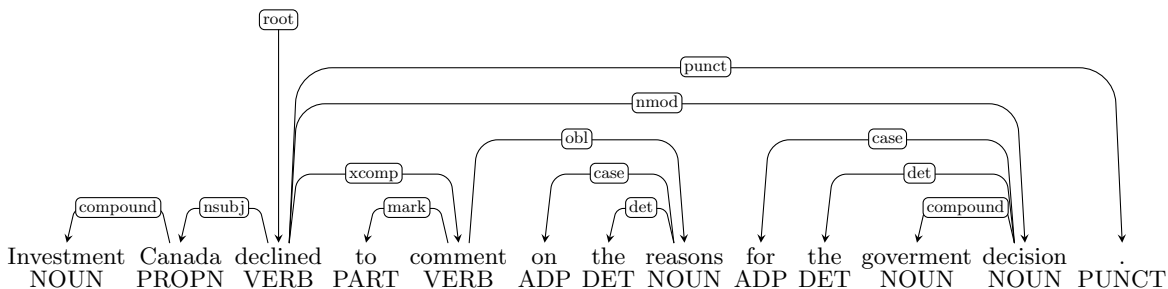 root
punct
nmod
obl case
xcomp case det
compound nsubj mark det compound
Investment Canada declined to comment on the reasons for the goverment decision .
NOUN PROPN VERB PART VERB ADP DET NOUN ADP DET NOUN NOUN PUNCT